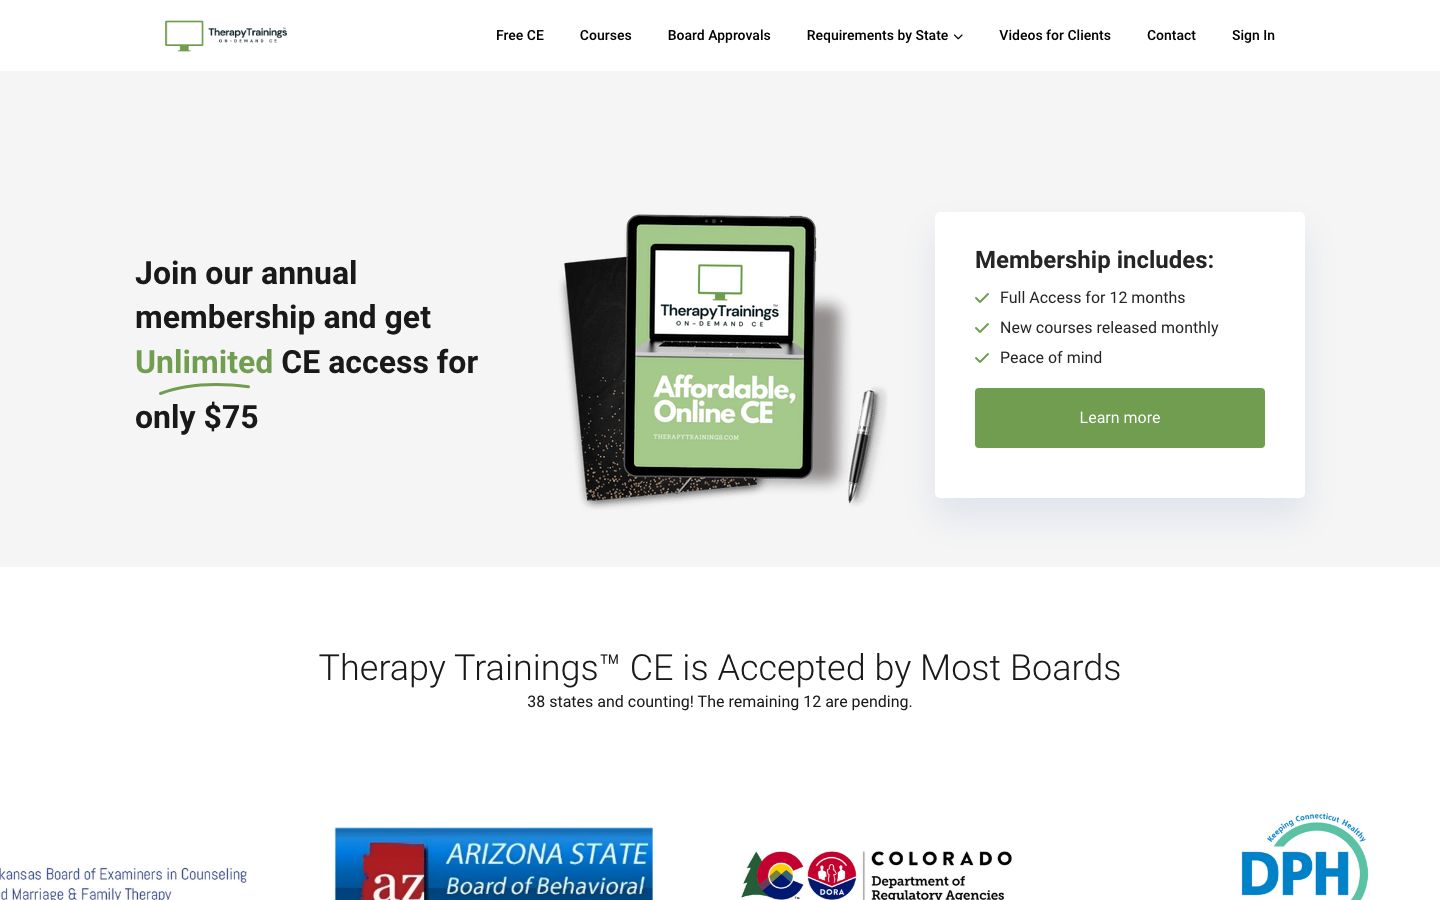 TherapyTrainings
ON-DEMAND CE
Free CE
Courses
Board Approvals
Requirements by State
Videos for Clients
Contact
Sign In
Join our annual
membership and get
Unlimited CE access for
only $75
TherapyTrainings™
ON-DEMAND CE
Affordable,
Online CE
THERAPYTRAININGS.COM
Membership includes:
Full Access for 12 months
New courses released monthly
Peace of mind
Learn more
Therapy Trainings™ CE is Accepted by Most Boards
38 states and counting! The remaining 12 are pending.
kansas Board of Examiners in Counseling
d Marriage & Family Therapy
az
ARIZONA STATE
Board of Behavioral
C
DORA
COLORADO
Department of
Regulatory Agencies
Keeping Connecticut Healthy
DPH